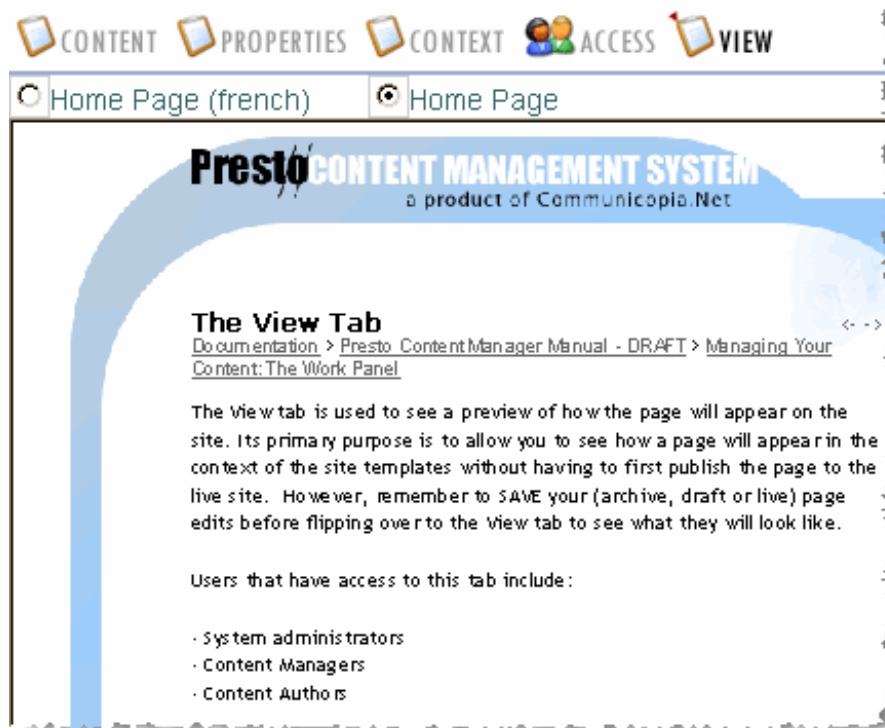 CONTENT PROPERTIES CONTEXT ACCESS VIEW
Home Page (french) Home Page
Presto// CONTENT MANAGEMENT SYSTEM
a product of Communicopia.Net
The View Tab
<- ->
Documentation > Presto Content Manager Manual - DRAFT > Managing Your
Content: The Work Panel
The View tab is used to see a preview of how the page will appear on the
site. Its primary purpose is to allow you to see how a page will appear in the
context of the site templates without having to first publish the page to the
live site. However, remember to SAVE your (archive, draft or live) page
edits before flipping over to the View tab to see what they will look like.
Users that have access to this tab include:
· System administrators
· Content Managers
· Content Authors